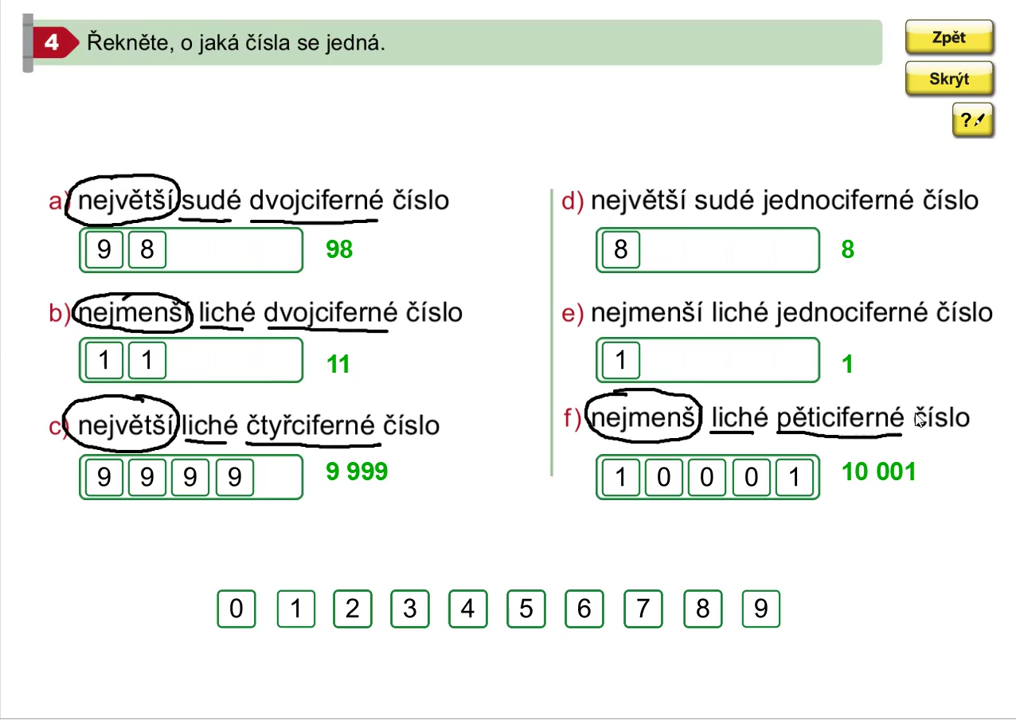 4 Řekněte, o jaká čísla se jedná.
Zpět
Skrýt
?
a) největší sudé dvojciferné číslo
9 8 98
b) nejmenší liché dvojciferné číslo
1 1 11
c) největší liché čtyřciferné číslo
9 9 9 9 9 999
d) největší sudé jednociferné číslo
8 8
e) nejmenší liché jednociferné číslo
1 1
f) nejmenší liché pěticiferné číslo
1 0 0 0 1 10 001
0 1 2 3 4 5 6 7 8 9